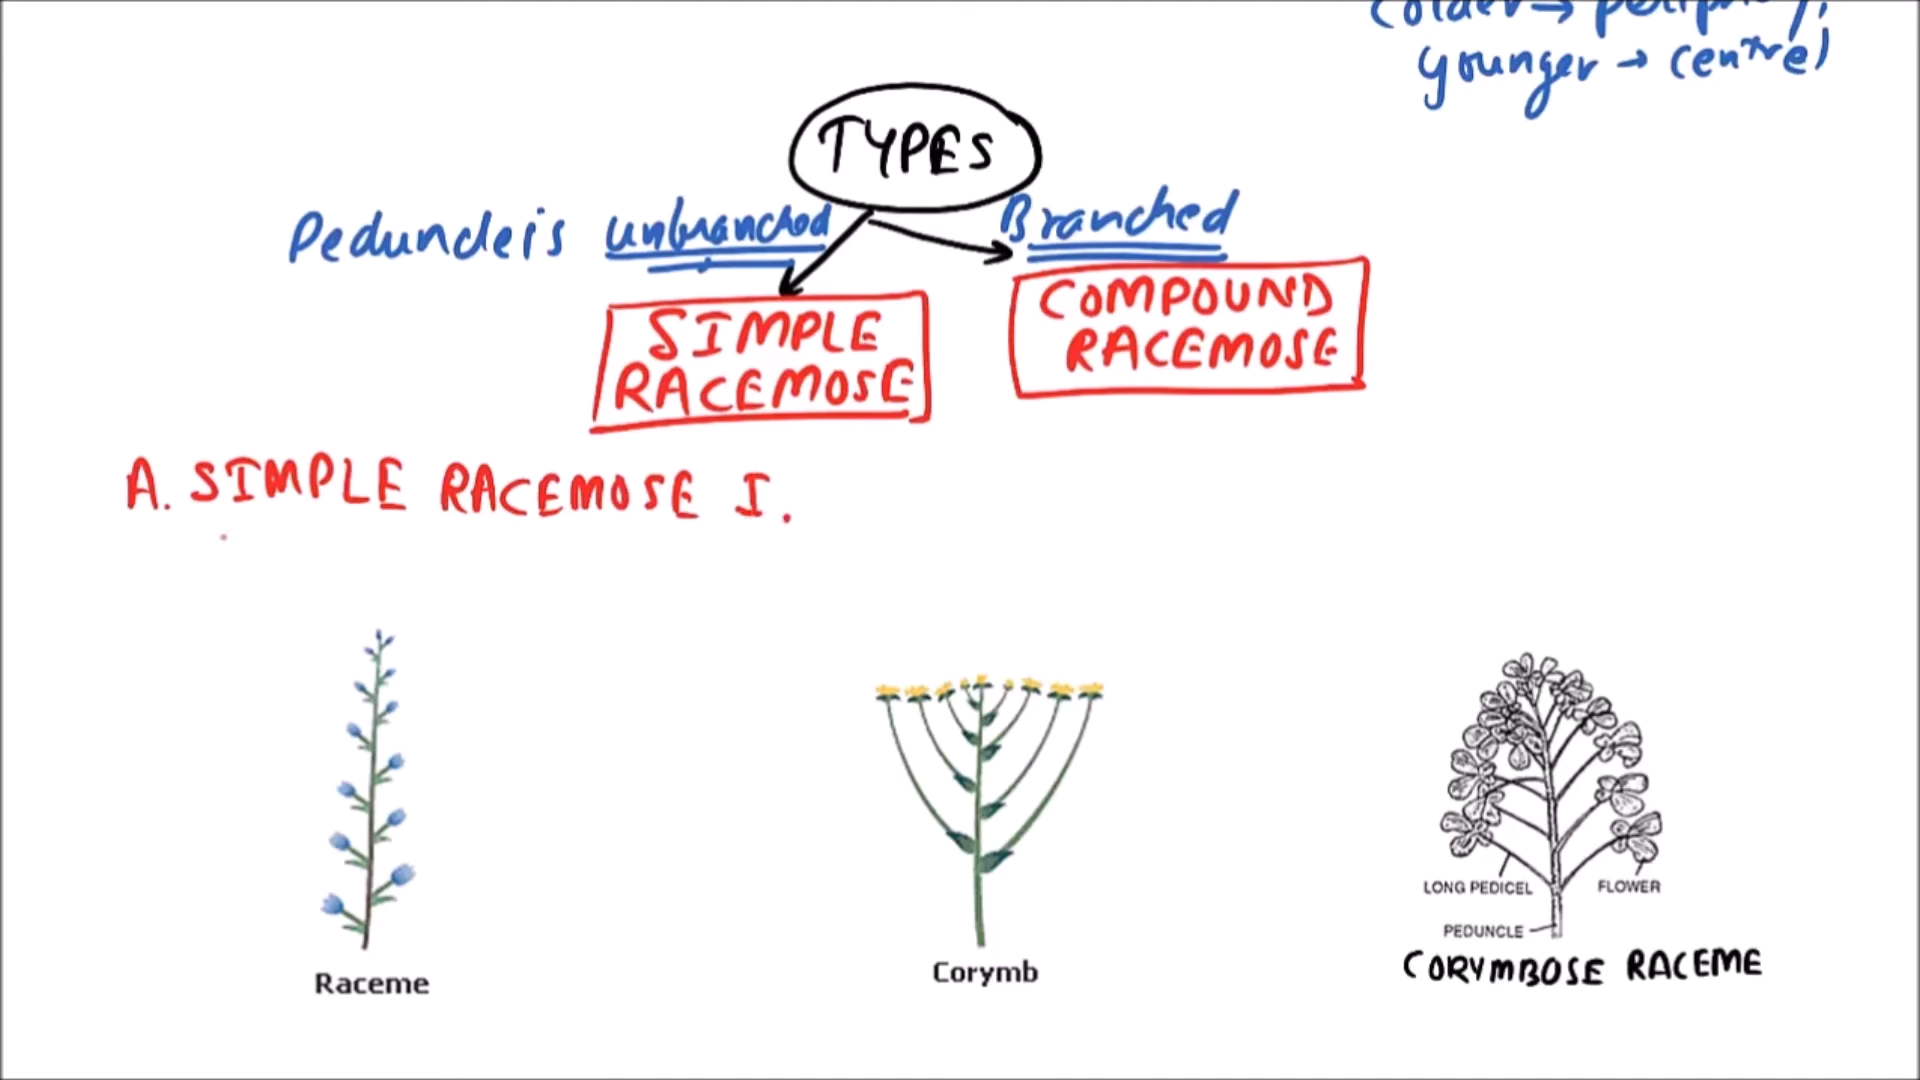 younger → centre
TYPES
Peduncle is unbranched
Branched
SIMPLE
RACEMOSE
COMPOUND
RACEMOSE
A. SIMPLE RACEMOSE I.
LONG PEDICEL
FLOWER
PEDUNCLE
Raceme
Corymb
CORYMBOSE RACEME